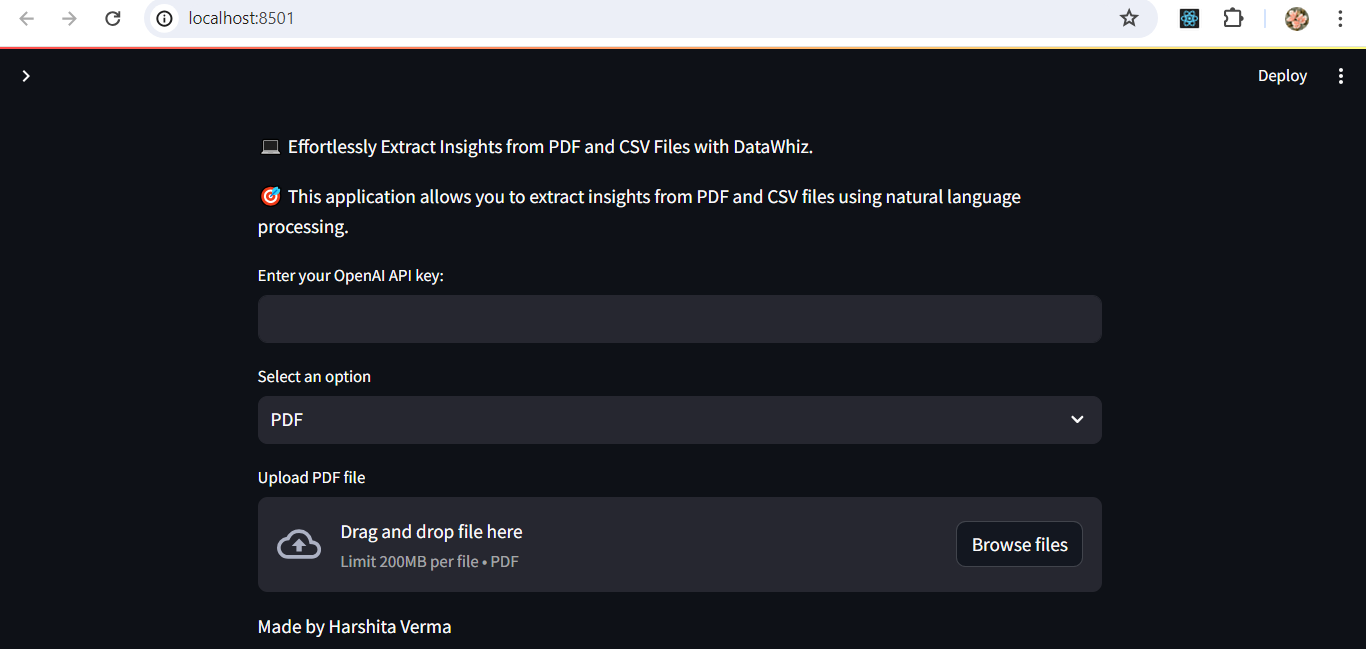 localhost:8501
Deploy
💻 Effortlessly Extract Insights from PDF and CSV Files with DataWhiz.
🎯 This application allows you to extract insights from PDF and CSV files using natural language
processing.
Enter your OpenAI API key:
Select an option
PDF
Upload PDF file
Drag and drop file here
Limit 200MB per file • PDF
Browse files
Made by Harshita Verma